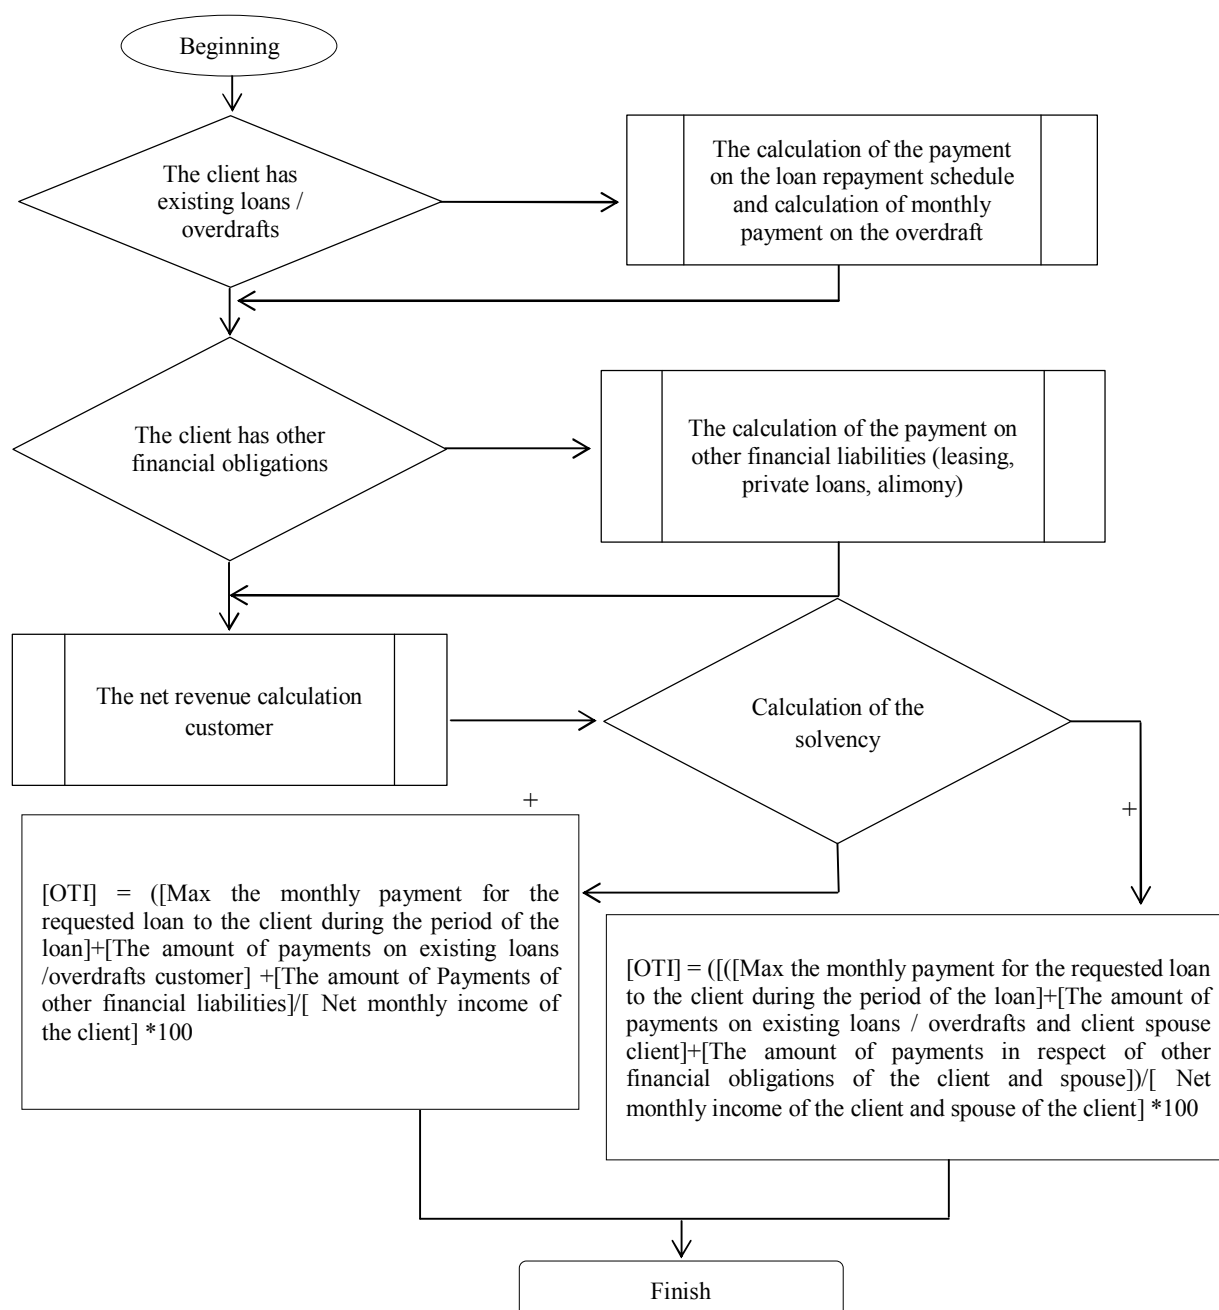 Beginning
The client has
existing loans /
overdrafts
The calculation of the payment
on the loan repayment schedule
and calculation of monthly
payment on the overdraft
The client has other
financial obligations
The calculation of the payment on
other financial liabilities (leasing,
private loans, alimony)
The net revenue calculation
customer
Calculation of the
solvency
+
+
[OTI] = ([Max the monthly payment for the
requested loan to the client during the period of the
loan]+[The amount of payments on existing loans
/overdrafts customer] +[The amount of Payments of
other financial liabilities]/[ Net monthly income of
the client] *100
[OTI] = ([([Max the monthly payment for the requested loan
to the client during the period of the loan]+[The amount of
payments on existing loans / overdrafts and client spouse
client]+[The amount of payments in respect of other
financial obligations of the client and spouse])/[ Net
monthly income of the client and spouse of the client] *100
Finish